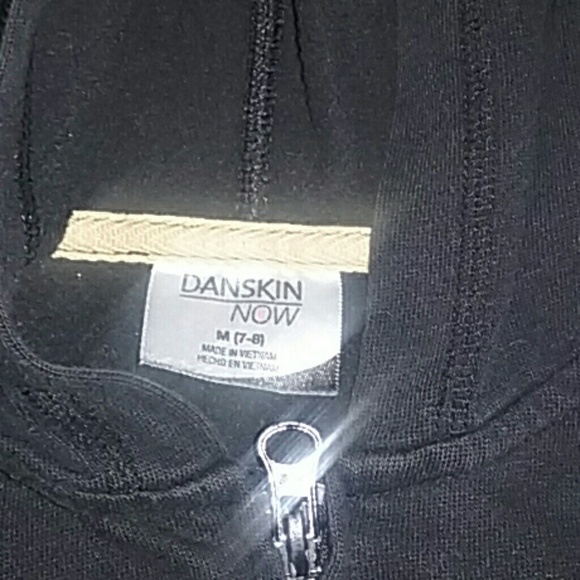 DANSKIN
NOW
M (7-8)
MADE IN VIETNAM
HECHO EN VIETNAM